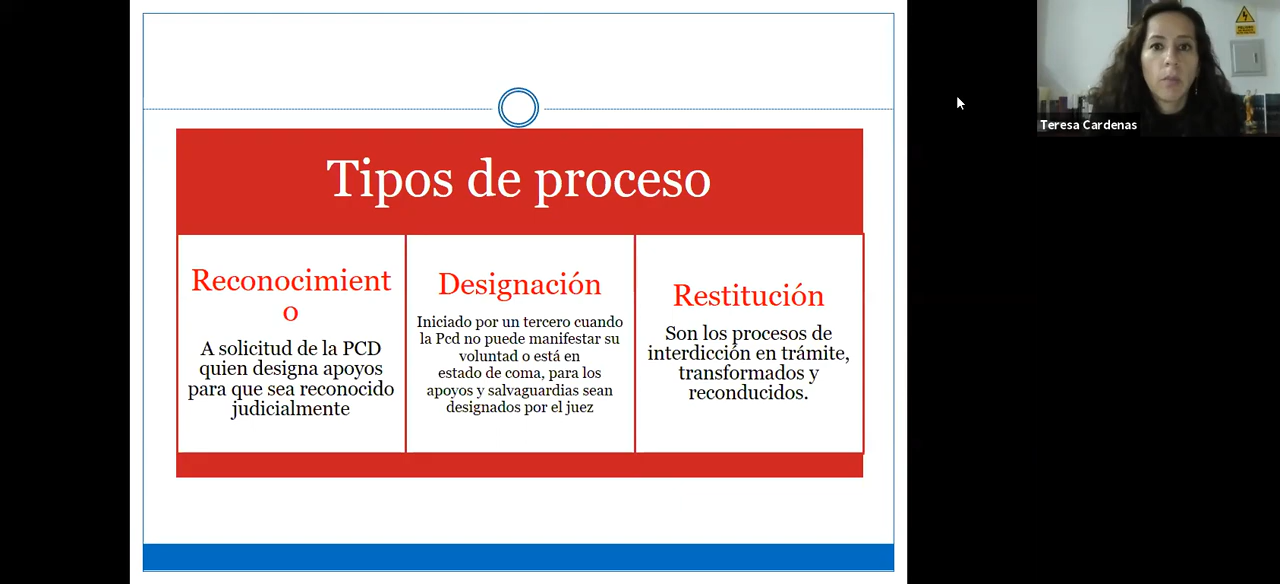 Tipos de proceso
Reconocimient
o
A solicitud de la PCD
quien designa apoyos
para que sea reconocido
judicialmente
Designación
Iniciado por un tercero cuando
la Pcd no puede manifestar su
voluntad o está en
estado de coma, para los
apoyos y salvaguardias sean
designados por el juez
Restitución
Son los procesos de
interdicción en trámite,
transformados y
reconducidos.
Teresa Cardenas